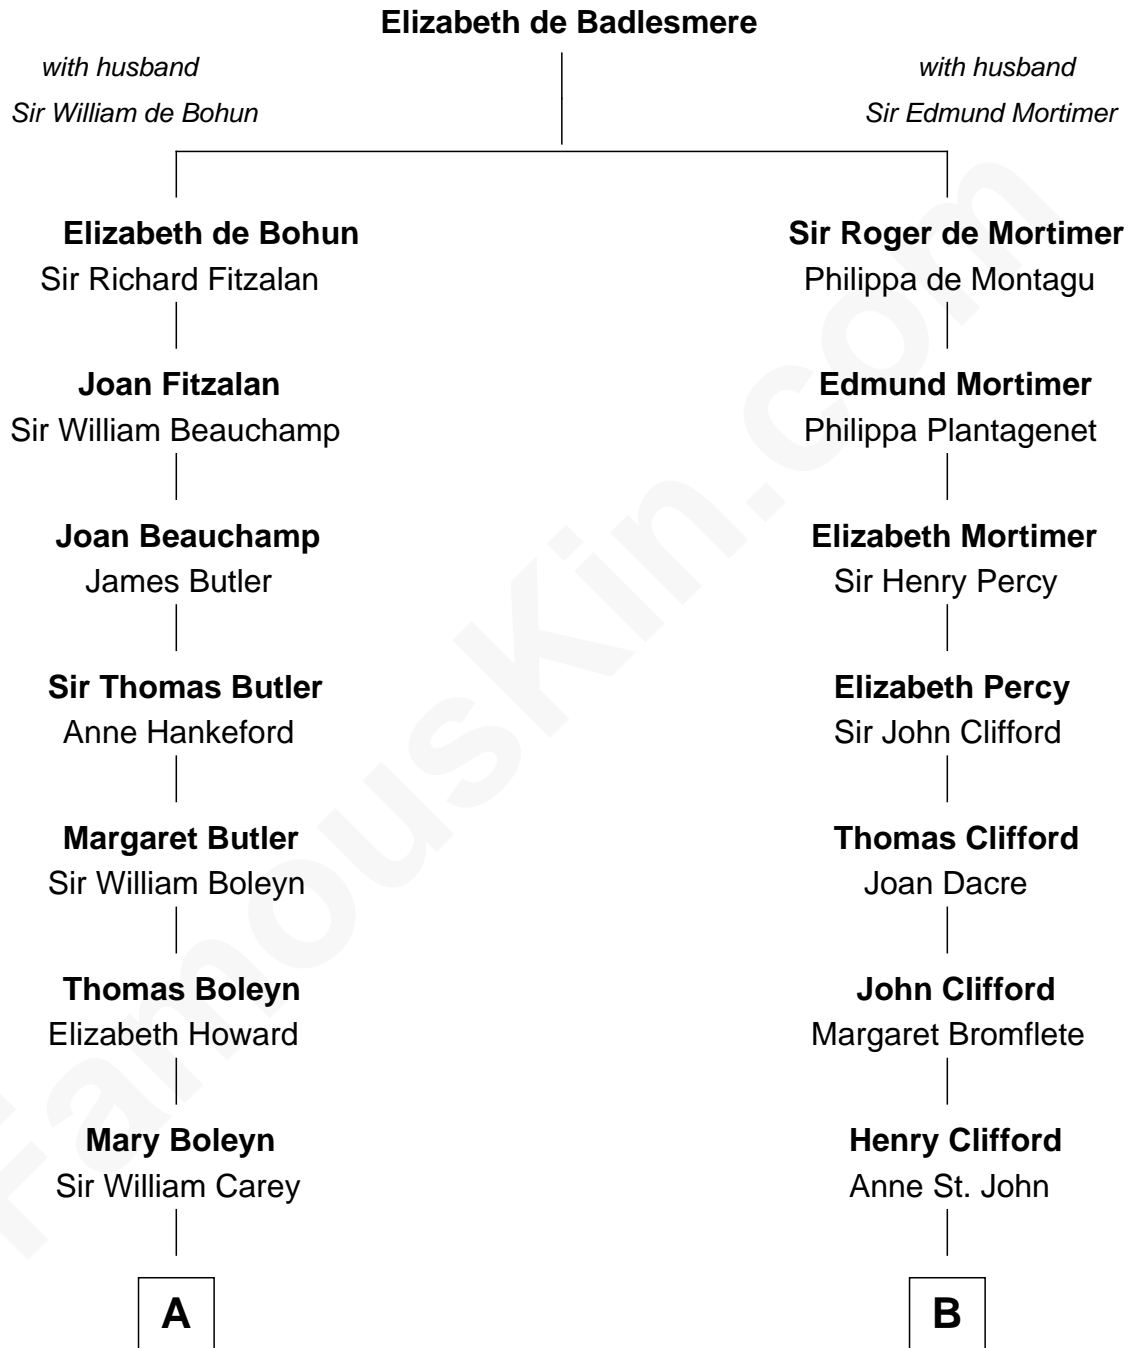 Elizabeth de Badlesmere
with husband
Sir William de Bohun
with husband
Sir Edmund Mortimer
Elizabeth de Bohun
Sir Richard Fitzalan
Joan Fitzalan
Sir William Beauchamp
Joan Beauchamp
James Butler
Sir Thomas Butler
Anne Hankeford
Margaret Butler
Sir William Boleyn
Thomas Boleyn
Elizabeth Howard
Mary Boleyn
Sir William Carey
A
Sir Roger de Mortimer
Philippa de Montagu
Edmund Mortimer
Philippa Plantagenet
Elizabeth Mortimer
Sir Henry Percy
Elizabeth Percy
Sir John Clifford
Thomas Clifford
Joan Dacre
John Clifford
Margaret Bromflete
Henry Clifford
Anne St. John
B
FamousKin.com